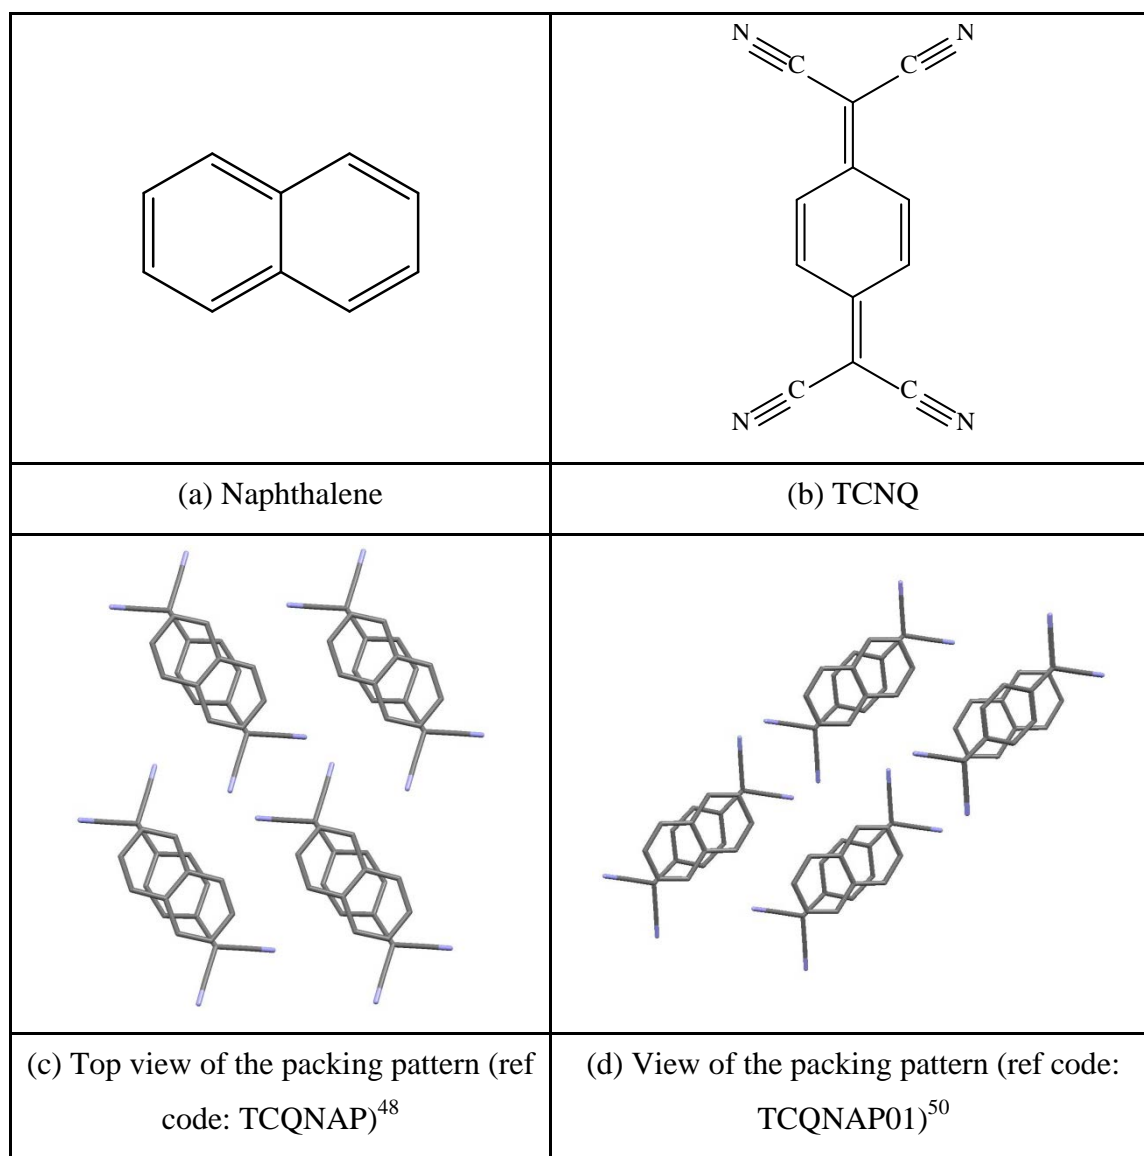 N N
C C
C C
N N
(a) Naphthalene
(b) TCNQ
(c) Top view of the packing pattern (ref
code: TCQNAP)48
(d) View of the packing pattern (ref code:
TCQNAP01)50